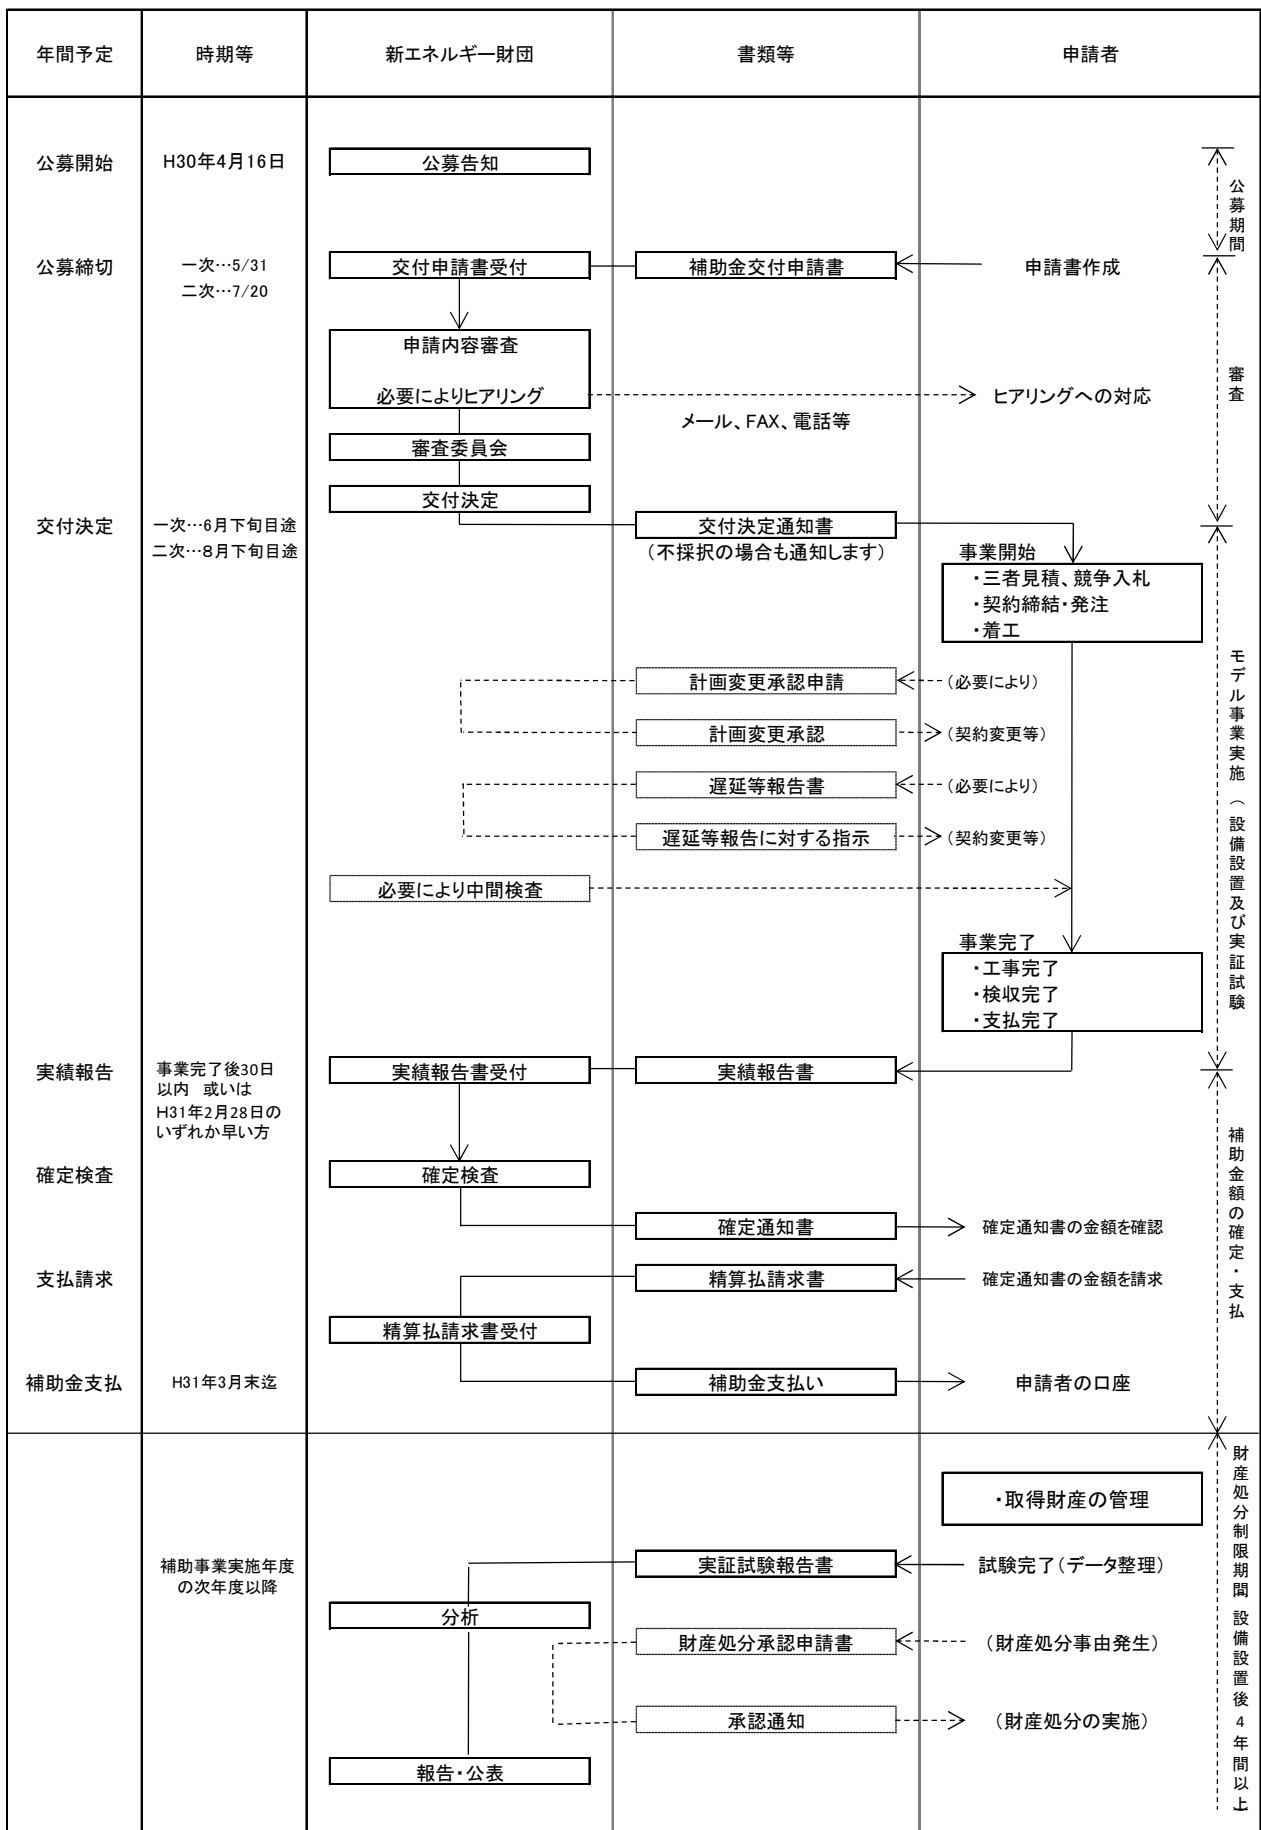 年間予定
時期等
新エネルギー財団
書類等
申請者
公募開始
H30年4月16日
公募告知
公募期間
公募締切
一次…5/31
二次…7/20
交付申請書受付
補助金交付申請書
申請書作成
申請内容審査
必要によりヒアリング
ヒアリングへの対応
メール、FAX、電話等
審査
審査委員会
交付決定
交付決定
一次…6月下旬目途
二次…8月下旬目途
交付決定通知書
(不採択の場合も通知します)
事業開始
・三者見積、競争入札
・契約締結・発注
・着工
計画変更承認申請
(必要により)
計画変更承認
(契約変更等)
遅延等報告書
(必要により)
遅延等報告に対する指示
(契約変更等)
必要により中間検査
モデル事業実施(設備設置及び実証試験
事業完了
・工事完了
・検収完了
・支払完了
実績報告
事業完了後30日
以内 或いは
H31年2月28日の
いずれか早い方
実績報告書受付
実績報告書
確定検査
確定検査
確定通知書
確定通知書の金額を確認
補助金額の確定・支払
支払請求
精算払請求書
確定通知書の金額を請求
精算払請求書受付
補助金支払
H31年3月末迄
補助金支払い
申請者の口座
・取得財産の管理
補助事業実施年度
の次年度以降
実証試験報告書
試験完了(データ整理)
分析
財産処分承認申請書
(財産処分事由発生)
承認通知
(財産処分の実施)
報告・公表
財産処分制限期間 設備設置後4年間以上